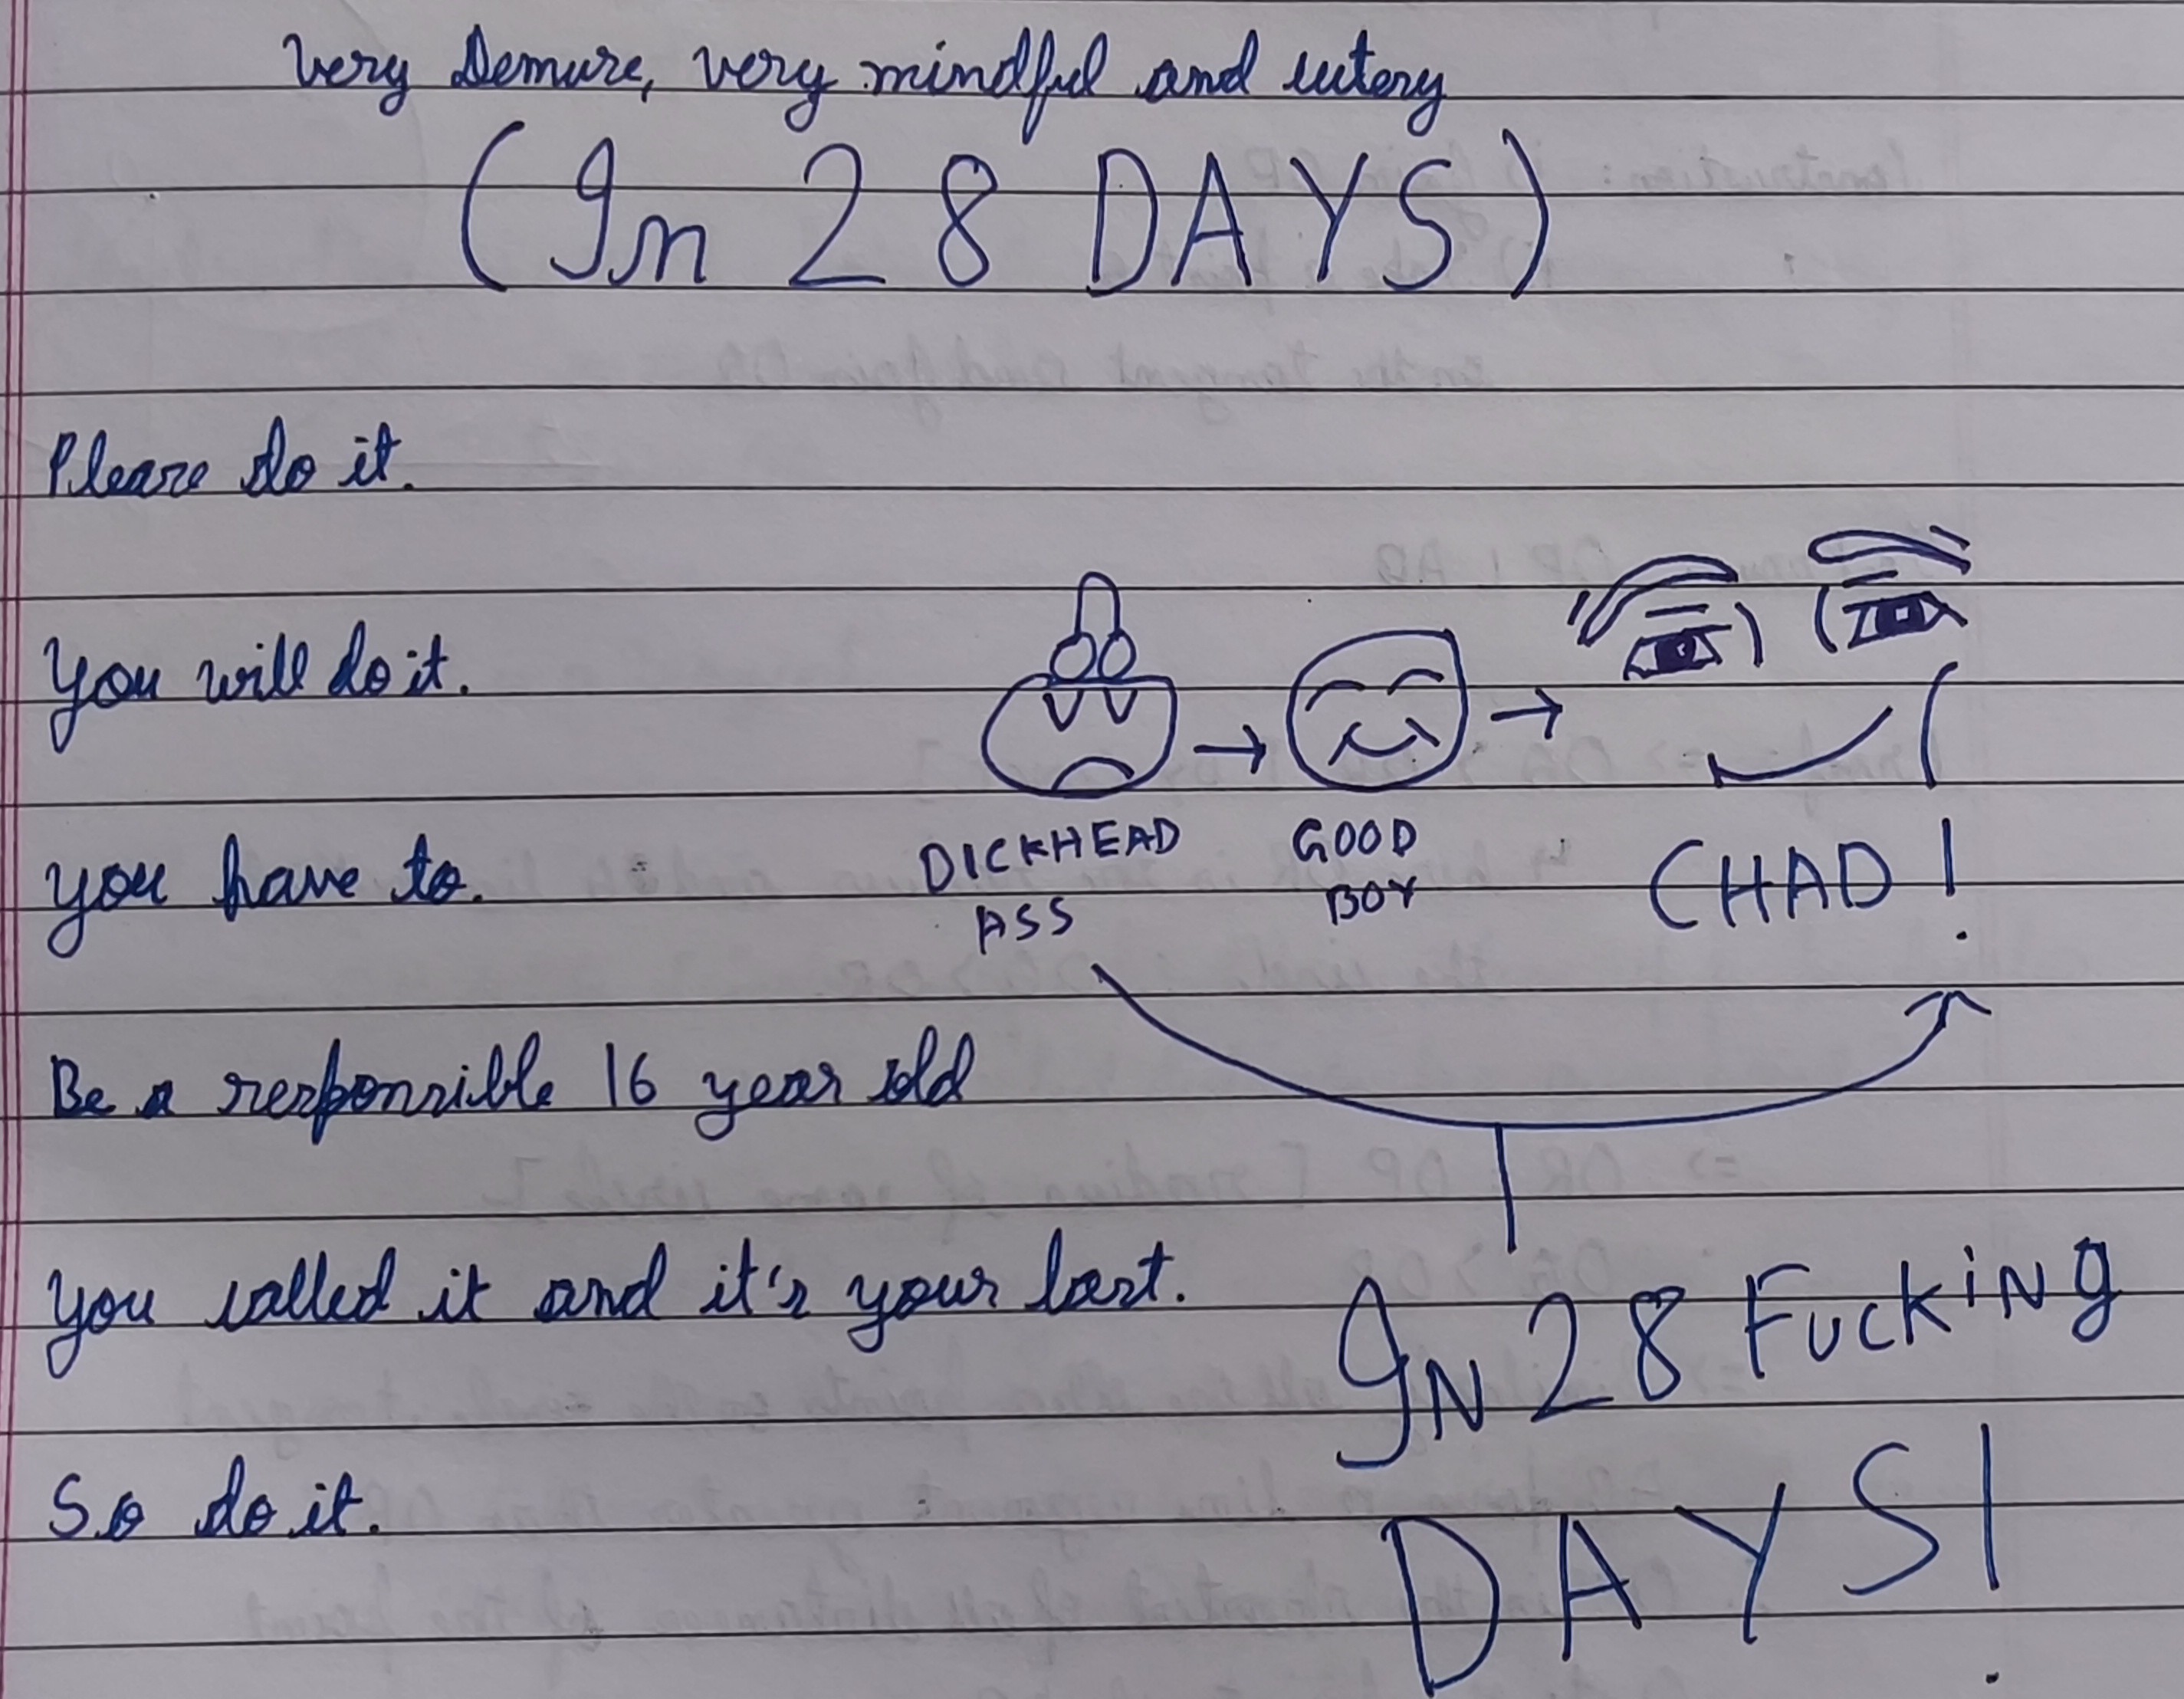 Very Demure, very mindful and cutesy
(In 28 DAYS)
Please do it.
You will do it.
You have to.
DICKHEAD ASS
GOOD BOY
CHAD!
Be a responsible 16 year old
You called it and it's your last.
So do it.
IN 28 FUCKING
DAYS!